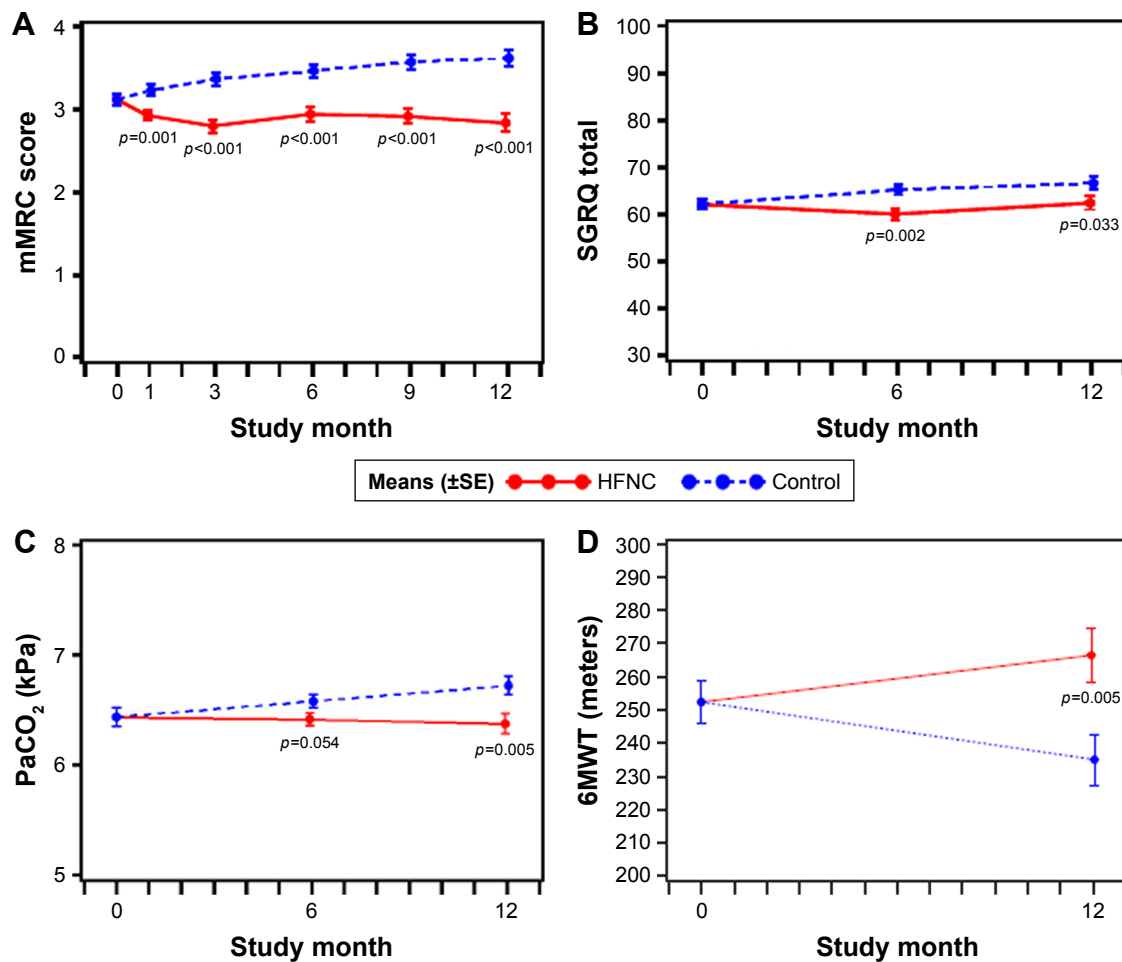 A
mMRC score
4
3
2
1
0
p=0.001
p<0.001
p<0.001
p<0.001
p<0.001
0 1 3 6 9 12
Study month
B
SGRQ total
100
90
80
70
60
50
40
30
p=0.002
p=0.033
0 6 12
Study month
Means (±SE) HFNC Control
C
PaCO2 (kPa)
8
7
6
5
p=0.054
p=0.005
0 6 12
Study month
D
6MWT (meters)
300
290
280
270
260
250
240
230
220
210
200
p=0.005
0 12
Study month